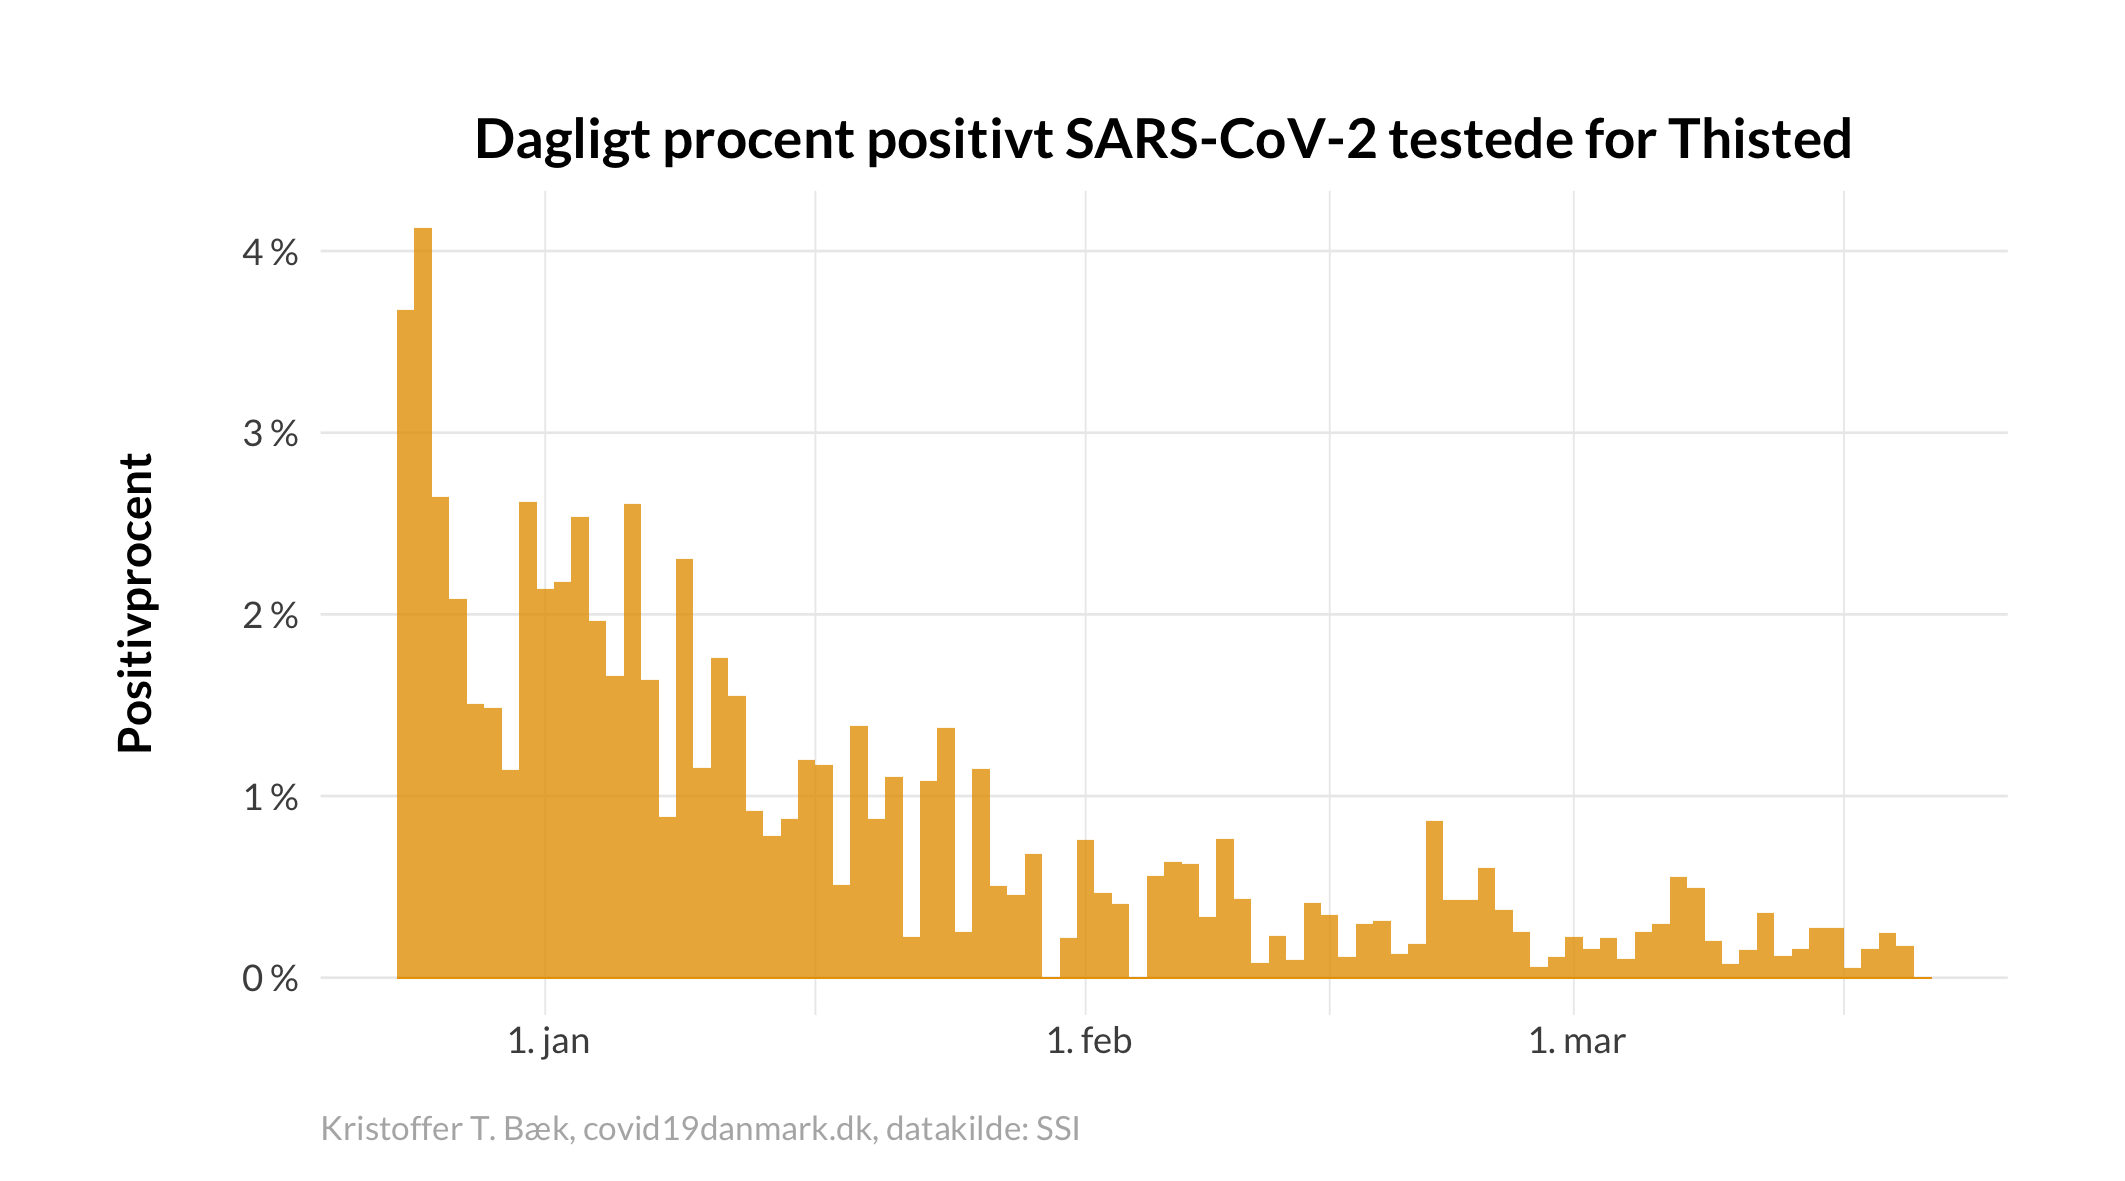 Dagligt procent positivt SARS-CoV-2 testede for Thisted
Positivprocent
4 %
3 %
2 %
1 %
0 %
1. jan
1. feb
1. mar
Kristoffer T. Bæk, covid19danmark.dk, datakilde: SSI